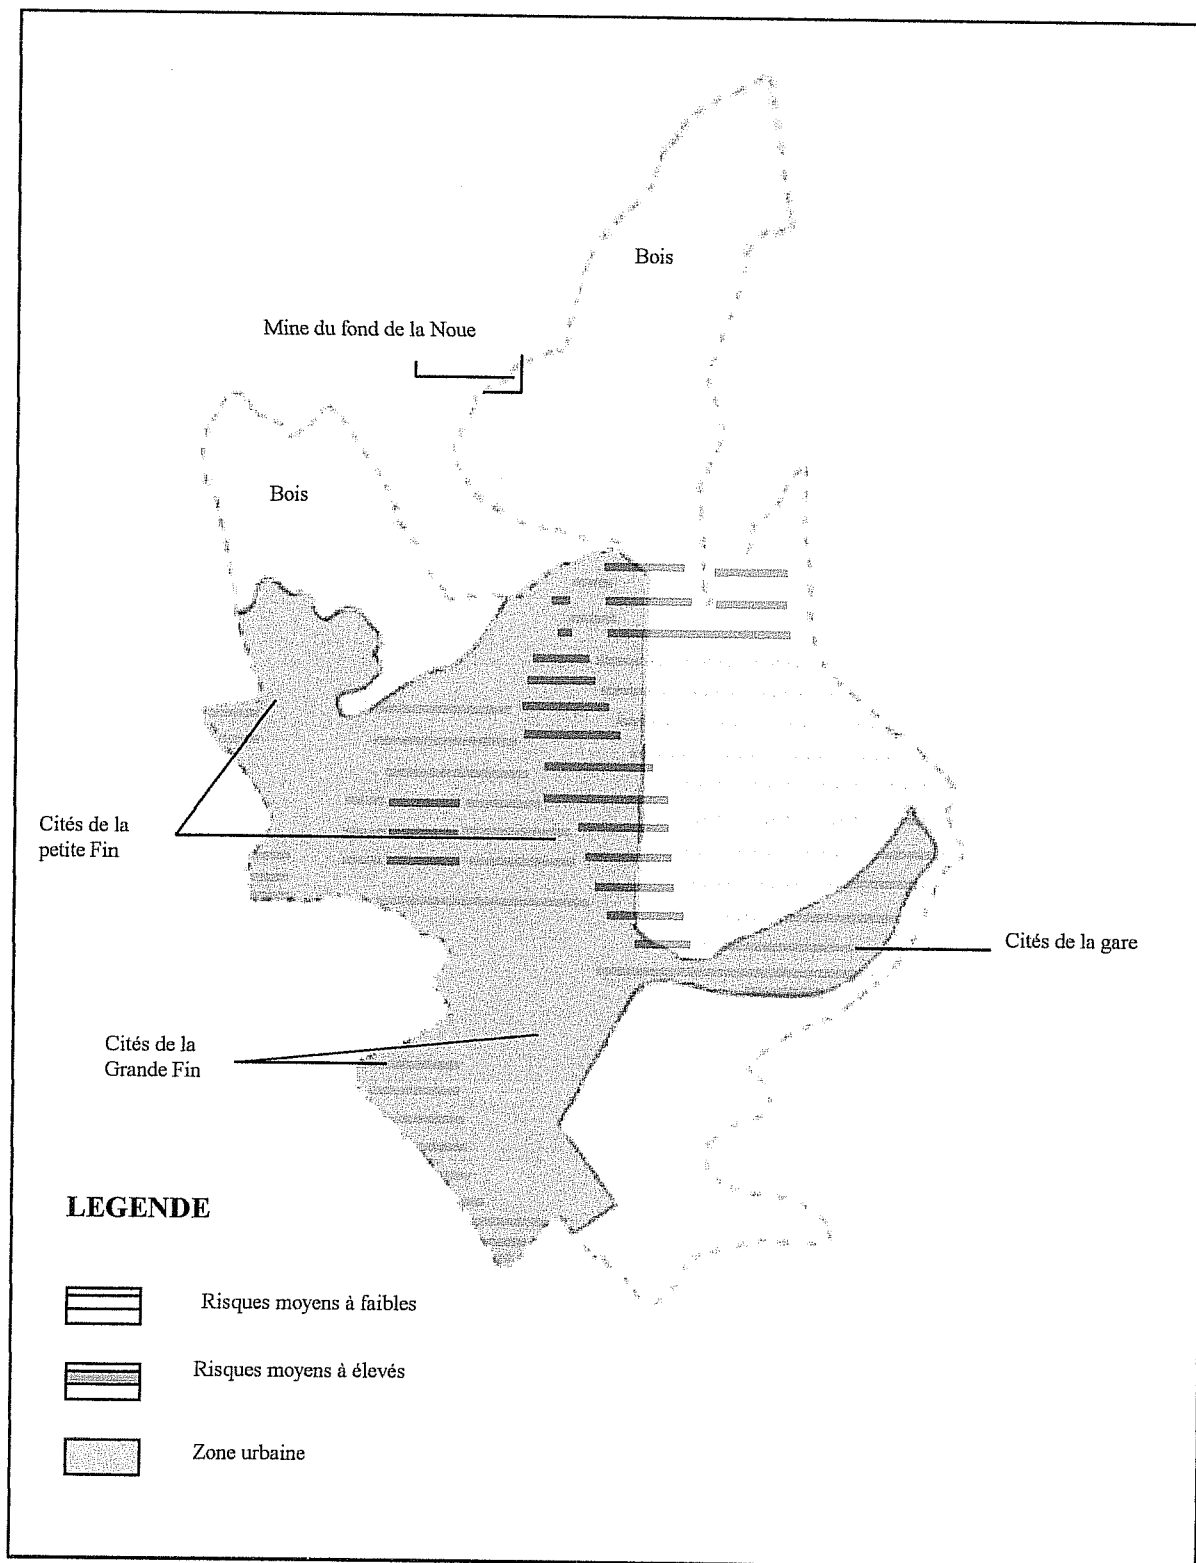 Bois
Mine du fond de la Noue
Bois
Cités de la
petite Fin
Cités de la gare
Cités de la
Grande Fin
LEGENDE
Risques moyens à faibles
Risques moyens à élevés
Zone urbaine